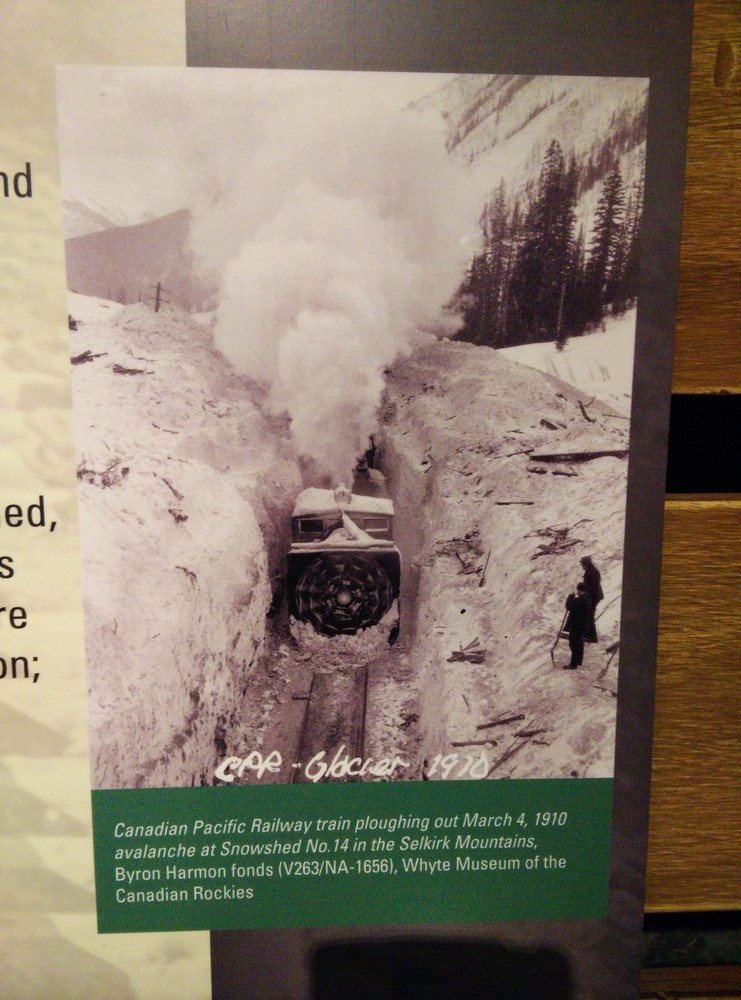 nd
ed,
s
re
on;
CPR - Glacier 1910
Canadian Pacific Railway train ploughing out March 4, 1910
avalanche at Snowshed No.14 in the Selkirk Mountains,
Byron Harmon fonds (V263/NA-1656), Whyte Museum of the
Canadian Rockies